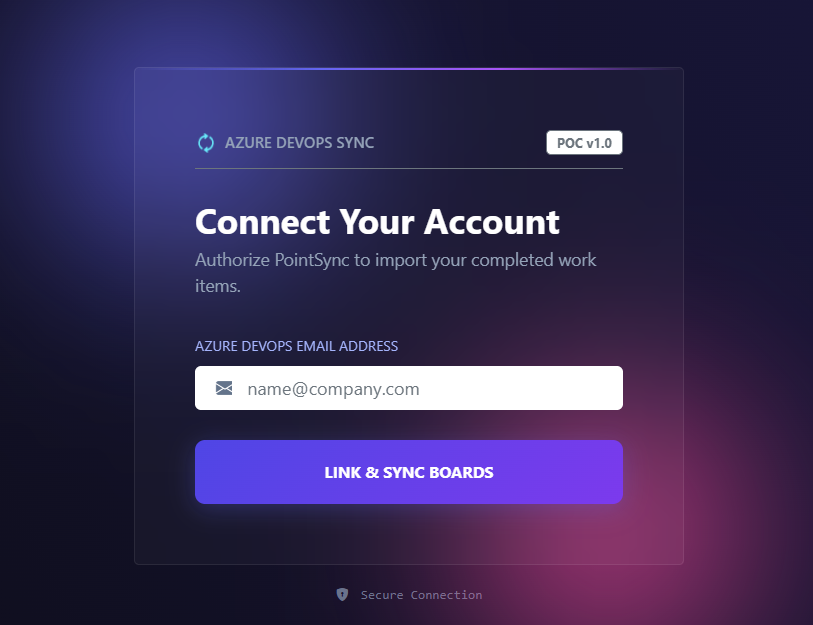 AZURE DEVOPS SYNC
POC v1.0
Connect Your Account
Authorize PointSync to import your completed work
items.
AZURE DEVOPS EMAIL ADDRESS
name@company.com
LINK & SYNC BOARDS
Secure Connection